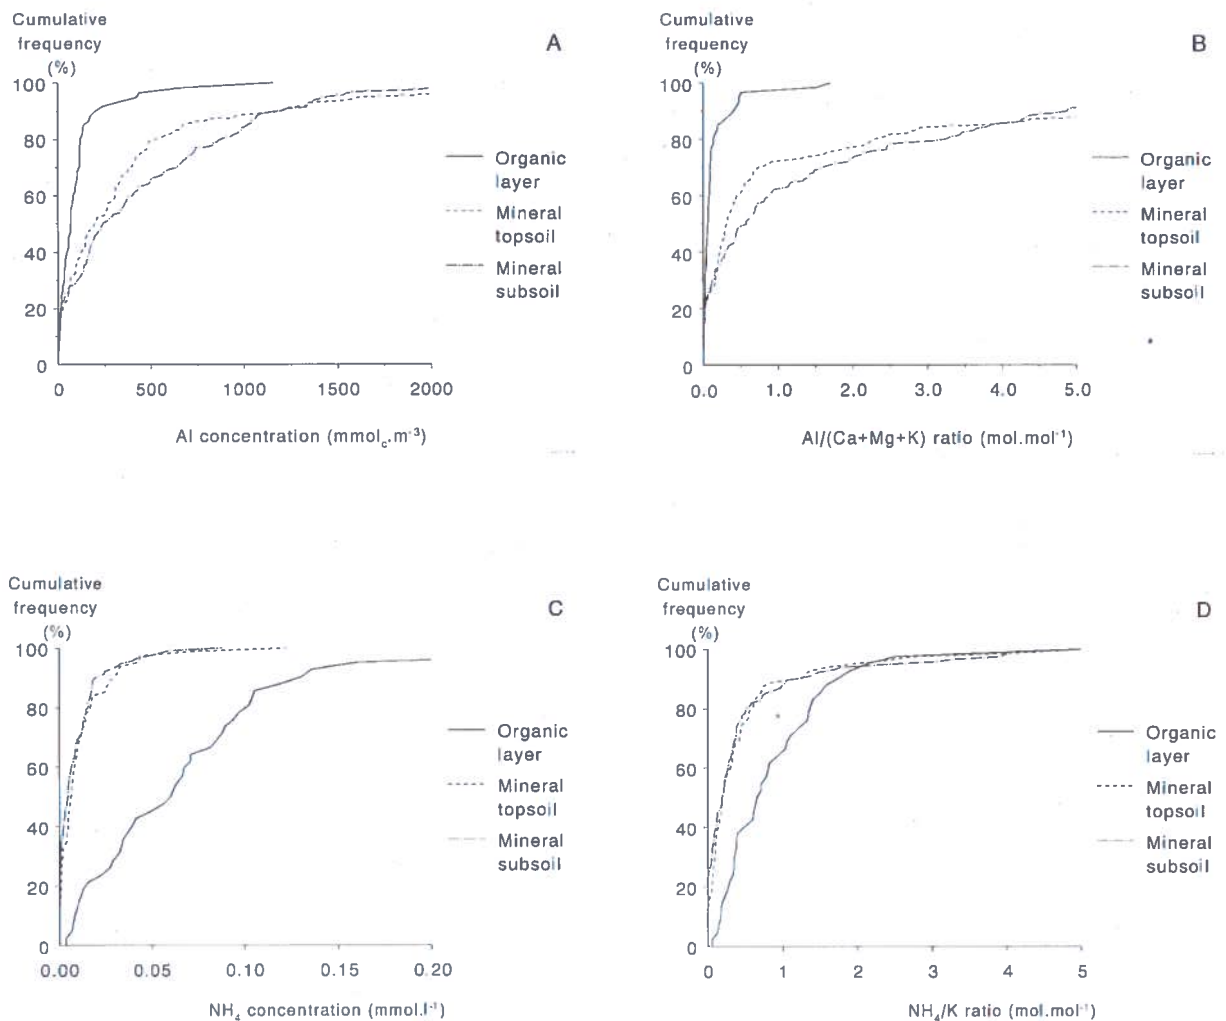 Cumulative
frequency
(%)
A
100
80
60
40
20
0
0 500 1000 1500 2000
Al concentration (mmol_c.m⁻³)
Organic
layer
Mineral
topsoil
Mineral
subsoil
Cumulative
frequency
(%)
B
100
80
60
40
20
0
0.0 1.0 2.0 3.0 4.0 5.0
Al/(Ca+Mg+K) ratio (mol.mol⁻¹)
Organic
layer
Mineral
topsoil
Mineral
subsoil
Cumulative
frequency
(%)
C
100
80
60
40
20
0
0.00 0.05 0.10 0.15 0.20
NH₄ concentration (mmol.l⁻¹)
Organic
layer
Mineral
topsoil
Mineral
subsoil
Cumulative
frequency
(%)
D
100
80
60
40
20
0
0 1 2 3 4 5
NH₄/K ratio (mol.mol⁻¹)
Organic
layer
Mineral
topsoil
Mineral
subsoil